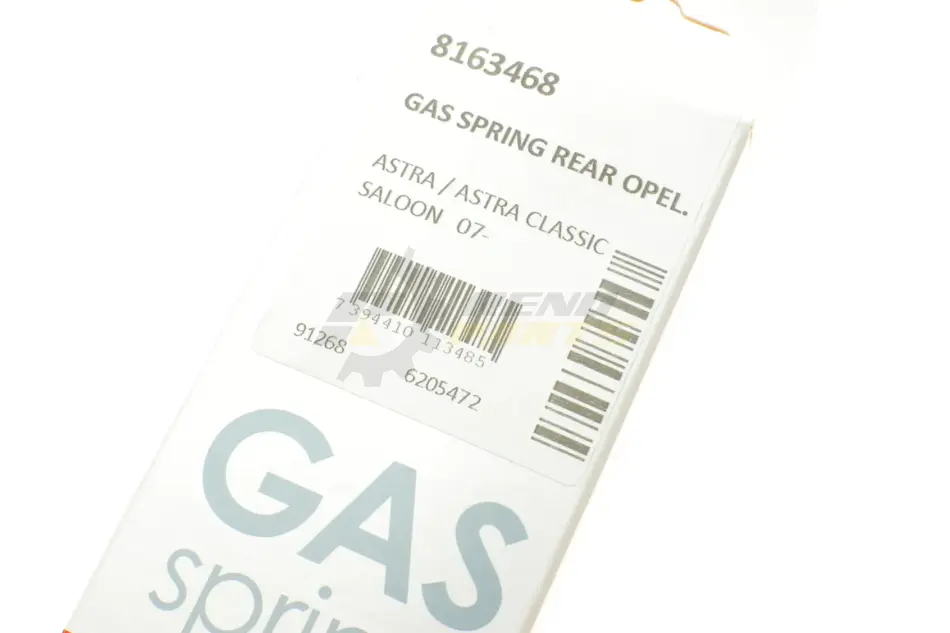 8163468
GAS SPRING REAR OPEL.
ASTRA / ASTRA CLASSIC
SALOON 07-
7 394410 113485
91268
6205472
GAS
sprin